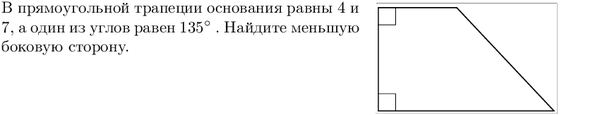 В прямоугольной трапеции основания равны 4 и
7, а один из углов равен 135° . Найдите меньшую
боковую сторону.